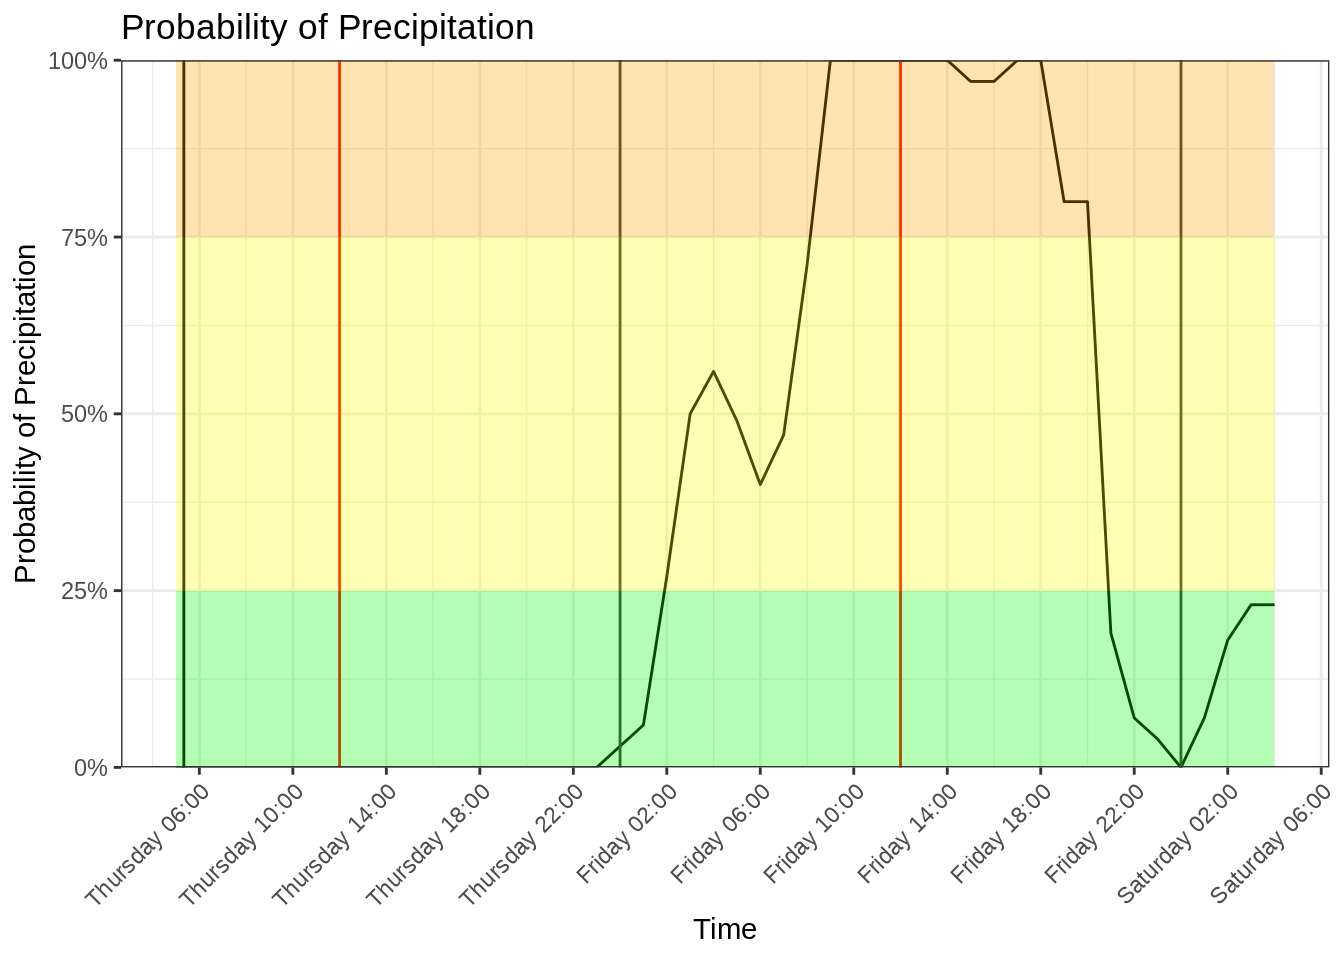 Probability of Precipitation
Probability of Precipitation
100%
75%
50%
25%
0%
Thursday 06:00
Thursday 10:00
Thursday 14:00
Thursday 18:00
Thursday 22:00
Friday 02:00
Friday 06:00
Friday 10:00
Friday 14:00
Friday 18:00
Friday 22:00
Saturday 02:00
Saturday 06:00
Time